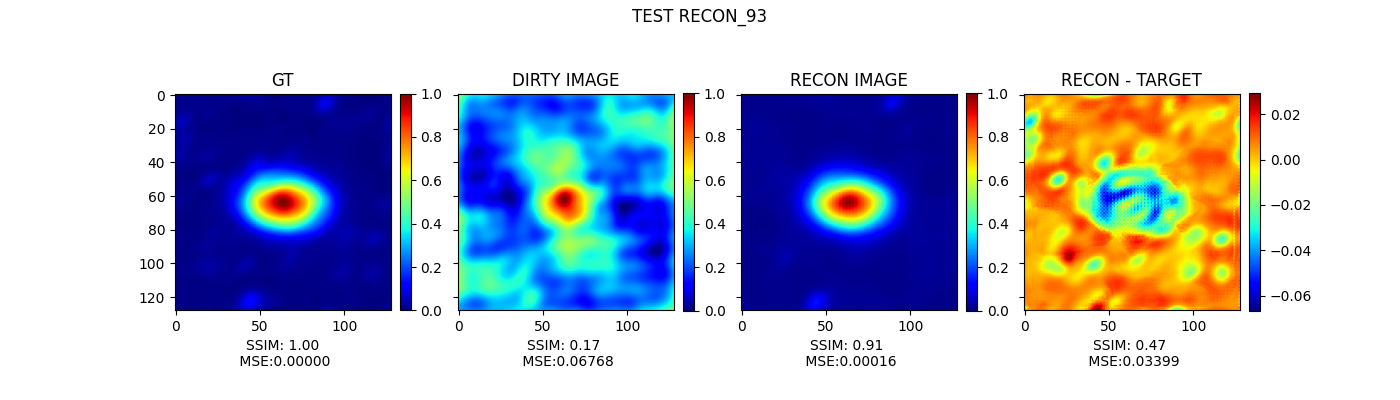 TEST RECON_93
GT
DIRTY IMAGE
RECON IMAGE
RECON - TARGET
0
20
40
60
80
100
120
0 50 100
1.0
0.8
0.6
0.4
0.2
0.0
0 50 100
1.0
0.8
0.6
0.4
0.2
0.0
0 50 100
1.0
0.8
0.6
0.4
0.2
0.0
0 50 100
0.02
0.00
−0.02
−0.04
−0.06
SSIM: 1.00
MSE:0.00000
SSIM: 0.17
MSE:0.06768
SSIM: 0.91
MSE:0.00016
SSIM: 0.47
MSE:0.03399